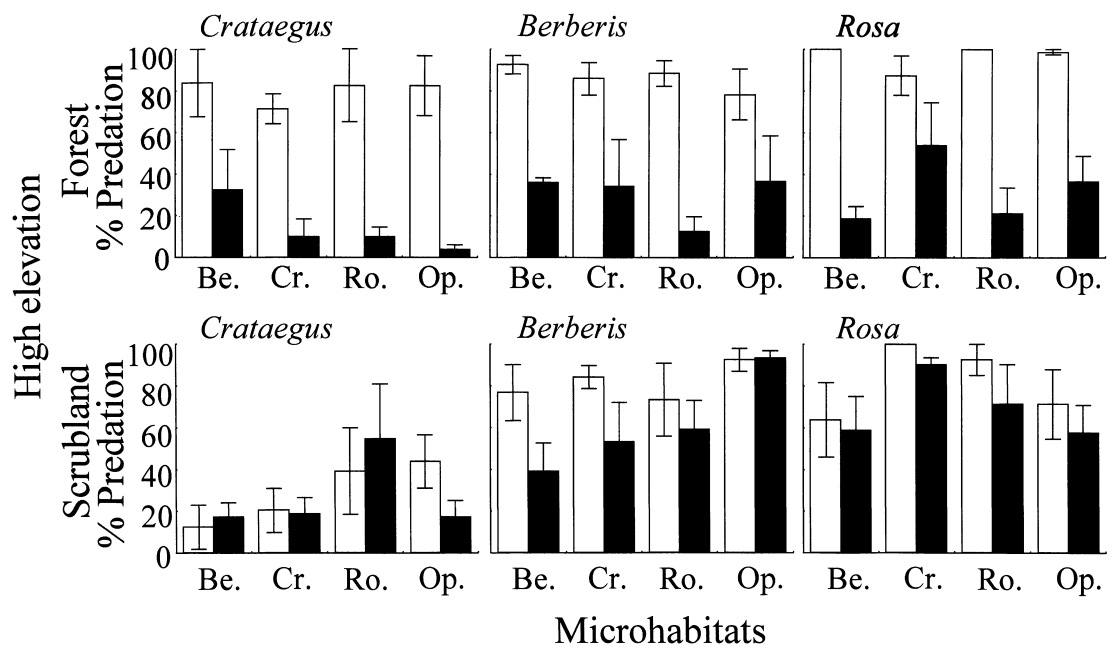 High elevation
Forest
% Predation
Crataegus
Berberis
Rosa
100
80
60
40
20
0
Be. Cr. Ro. Op.
Be. Cr. Ro. Op.
Be. Cr. Ro. Op.
Scrubland
% Predation
Crataegus
Berberis
Rosa
100
80
60
40
20
0
Be. Cr. Ro. Op.
Be. Cr. Ro. Op.
Be. Cr. Ro. Op.
Microhabitats